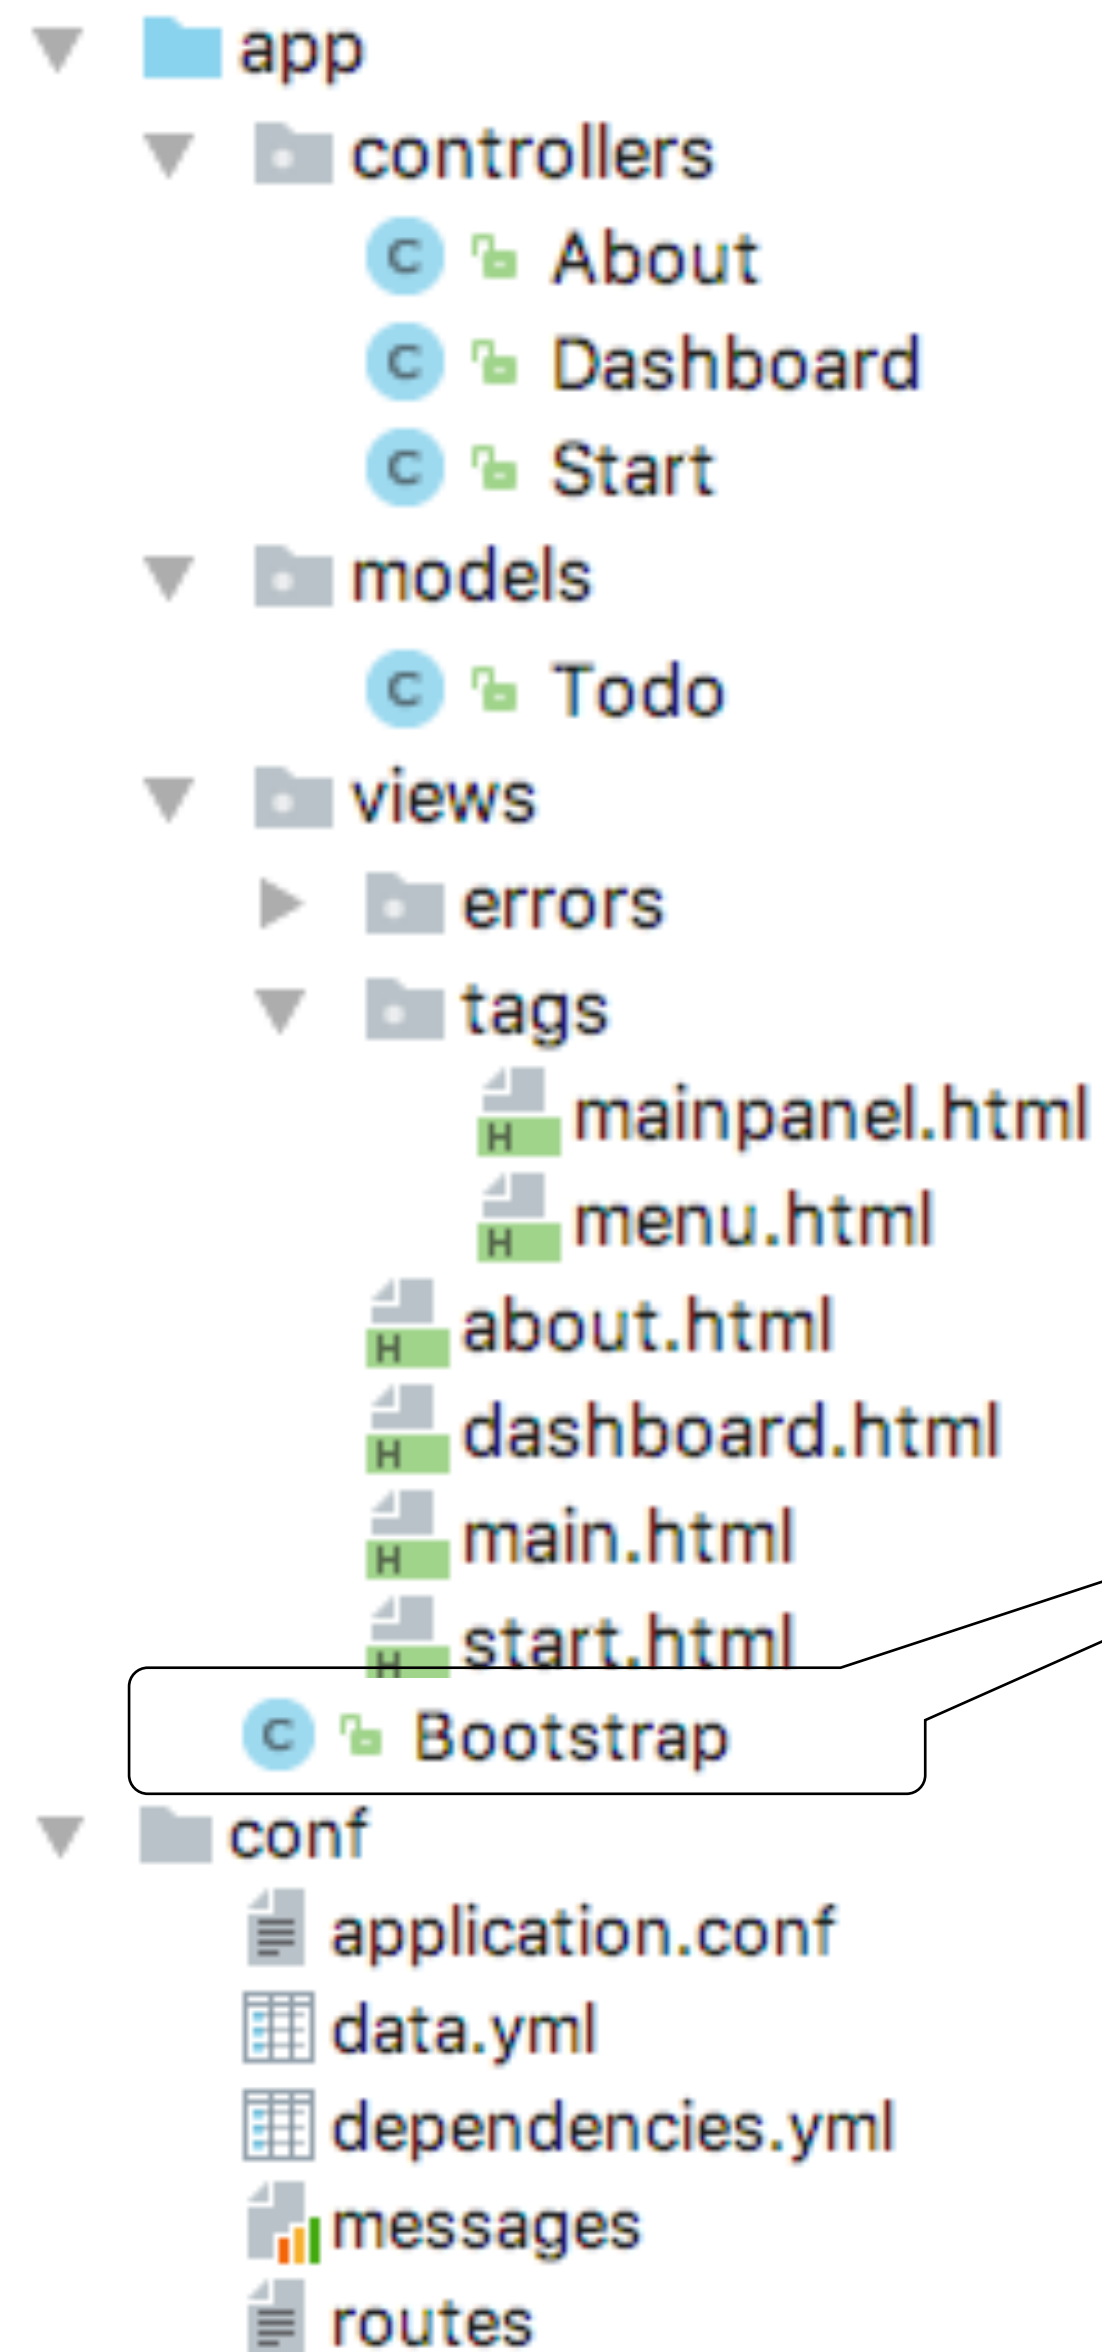 app
controllers
C About
C Dashboard
C Start
models
C Todo
views
errors
tags
H mainpanel.html
H menu.html
H about.html
H dashboard.html
H main.html
H start.html
C Bootstrap
conf
application.conf
data.yml
dependencies.yml
messages
routes